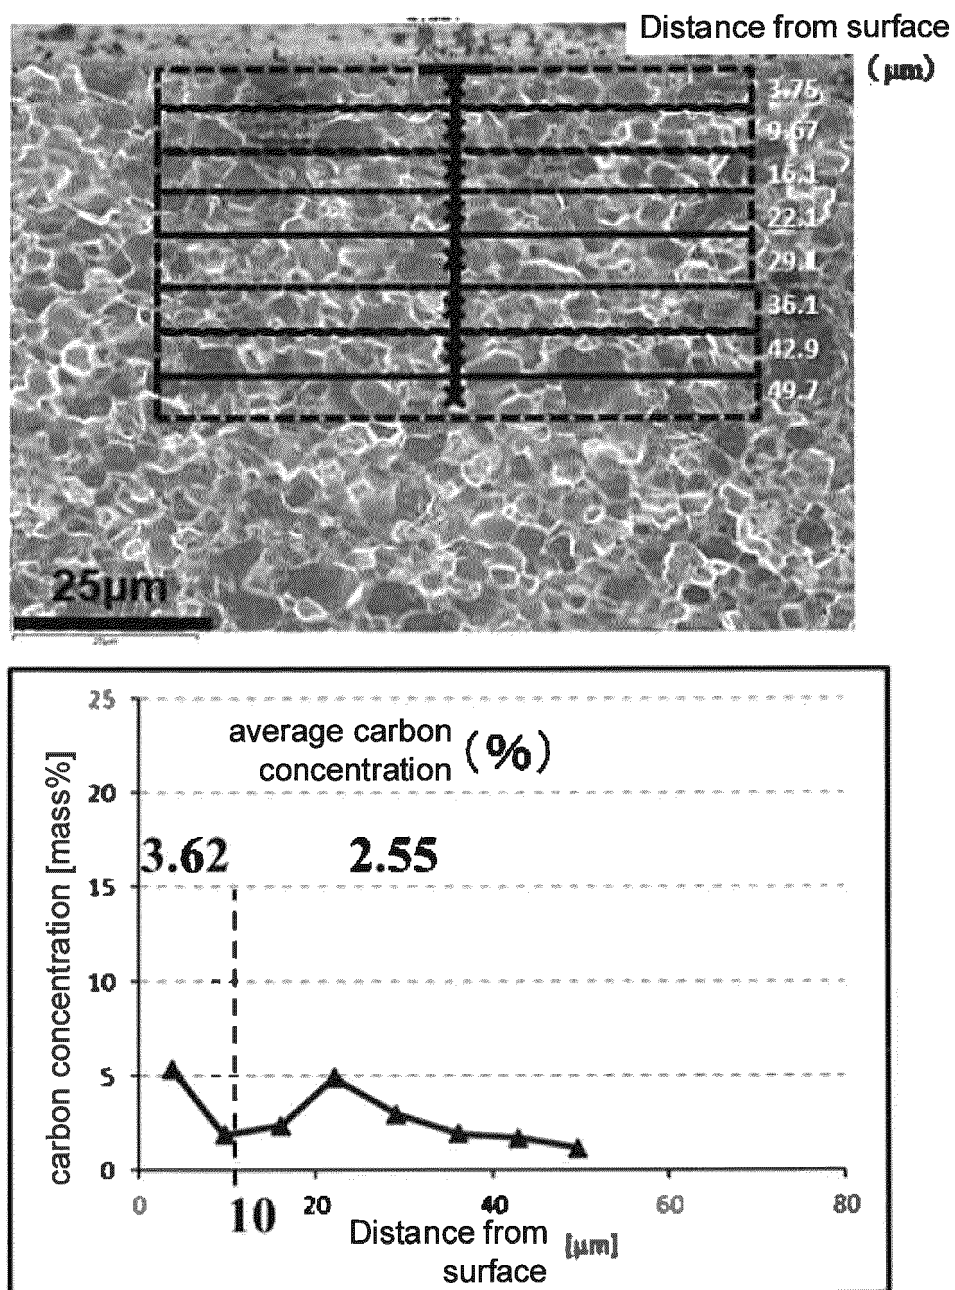 Distance from surface
(μm)
3.75
9.67
16.1
22.1
29.1
36.1
42.9
49.7
25μm
25
20
15
10
5
0
carbon concentration [mass%]
average carbon
concentration (%)
3.62
2.55
0
10
20
40
60
80
Distance from
surface
[μm]